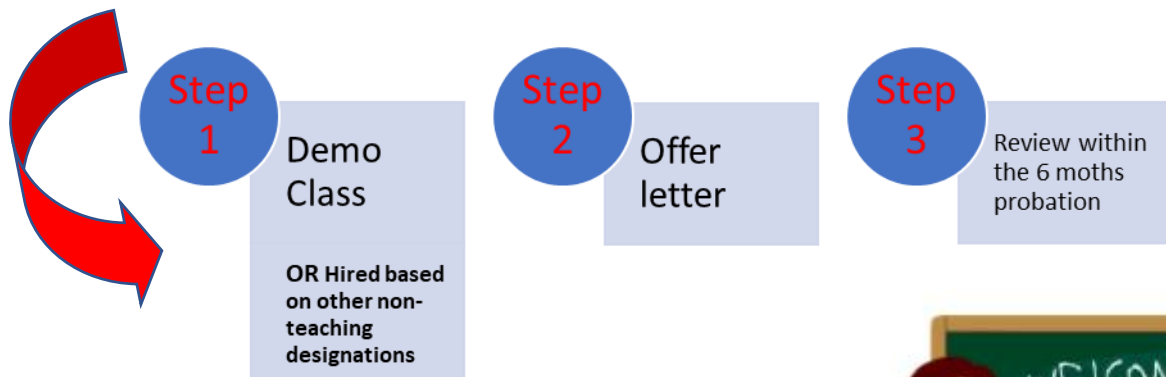 Step
1
Demo
Class
OR Hired based
on other non-
teaching
designations
Step
2
Offer
letter
Step
3
Review within
the 6 moths
probation